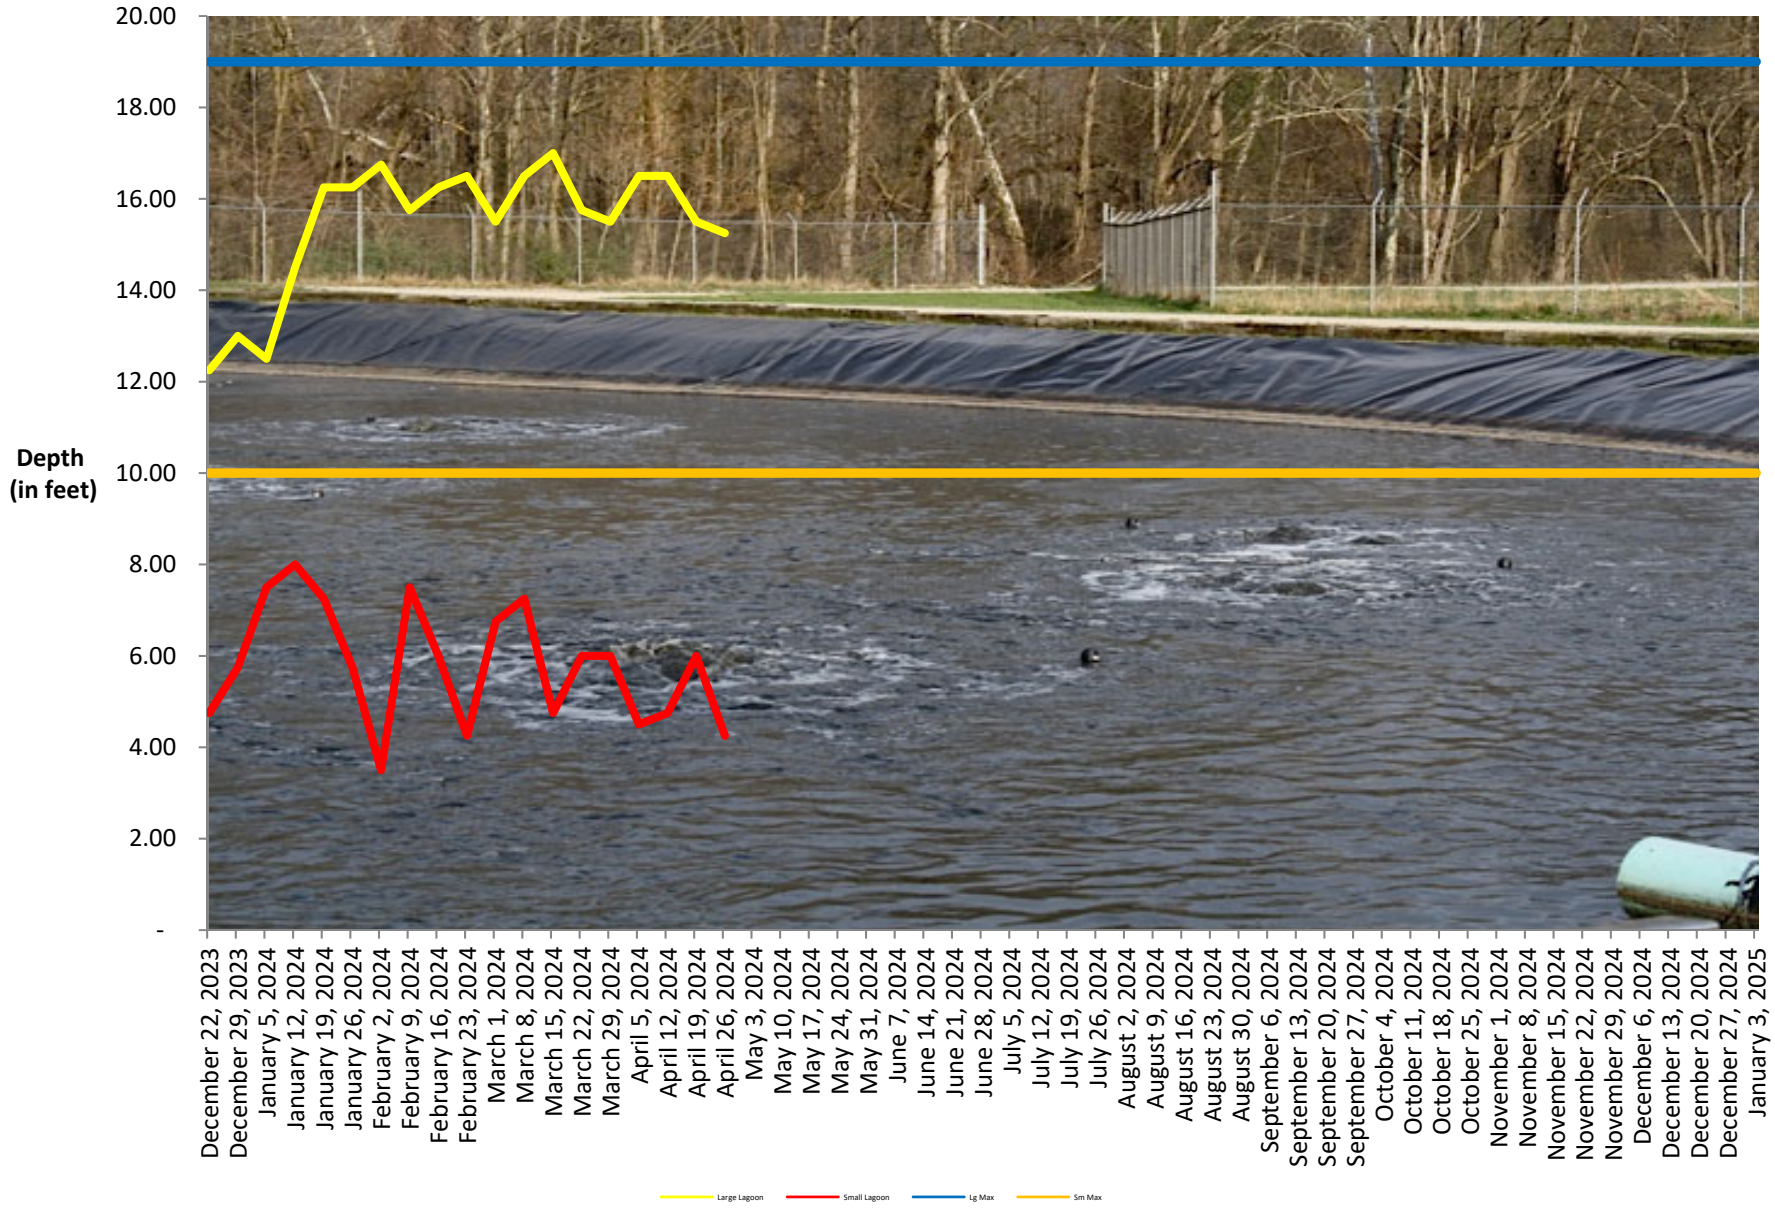 20.00
18.00
16.00
14.00
12.00
Depth
(in feet)
10.00
8.00
6.00
4.00
2.00
-
December 22, 2023
December 29, 2023
January 5, 2024
January 12, 2024
January 19, 2024
January 26, 2024
February 2, 2024
February 9, 2024
February 16, 2024
February 23, 2024
March 1, 2024
March 8, 2024
March 15, 2024
March 22, 2024
March 29, 2024
April 5, 2024
April 12, 2024
April 19, 2024
April 26, 2024
May 3, 2024
May 10, 2024
May 17, 2024
May 24, 2024
May 31, 2024
June 7, 2024
June 14, 2024
June 21, 2024
June 28, 2024
July 5, 2024
July 12, 2024
July 19, 2024
July 26, 2024
August 2, 2024
August 9, 2024
August 16, 2024
August 23, 2024
August 30, 2024
September 6, 2024
September 13, 2024
September 20, 2024
September 27, 2024
October 4, 2024
October 11, 2024
October 18, 2024
October 25, 2024
November 1, 2024
November 8, 2024
November 15, 2024
November 22, 2024
November 29, 2024
December 6, 2024
December 13, 2024
December 20, 2024
December 27, 2024
January 3, 2025
Large Lagoon
Small Lagoon
Lg Max
Sm Max